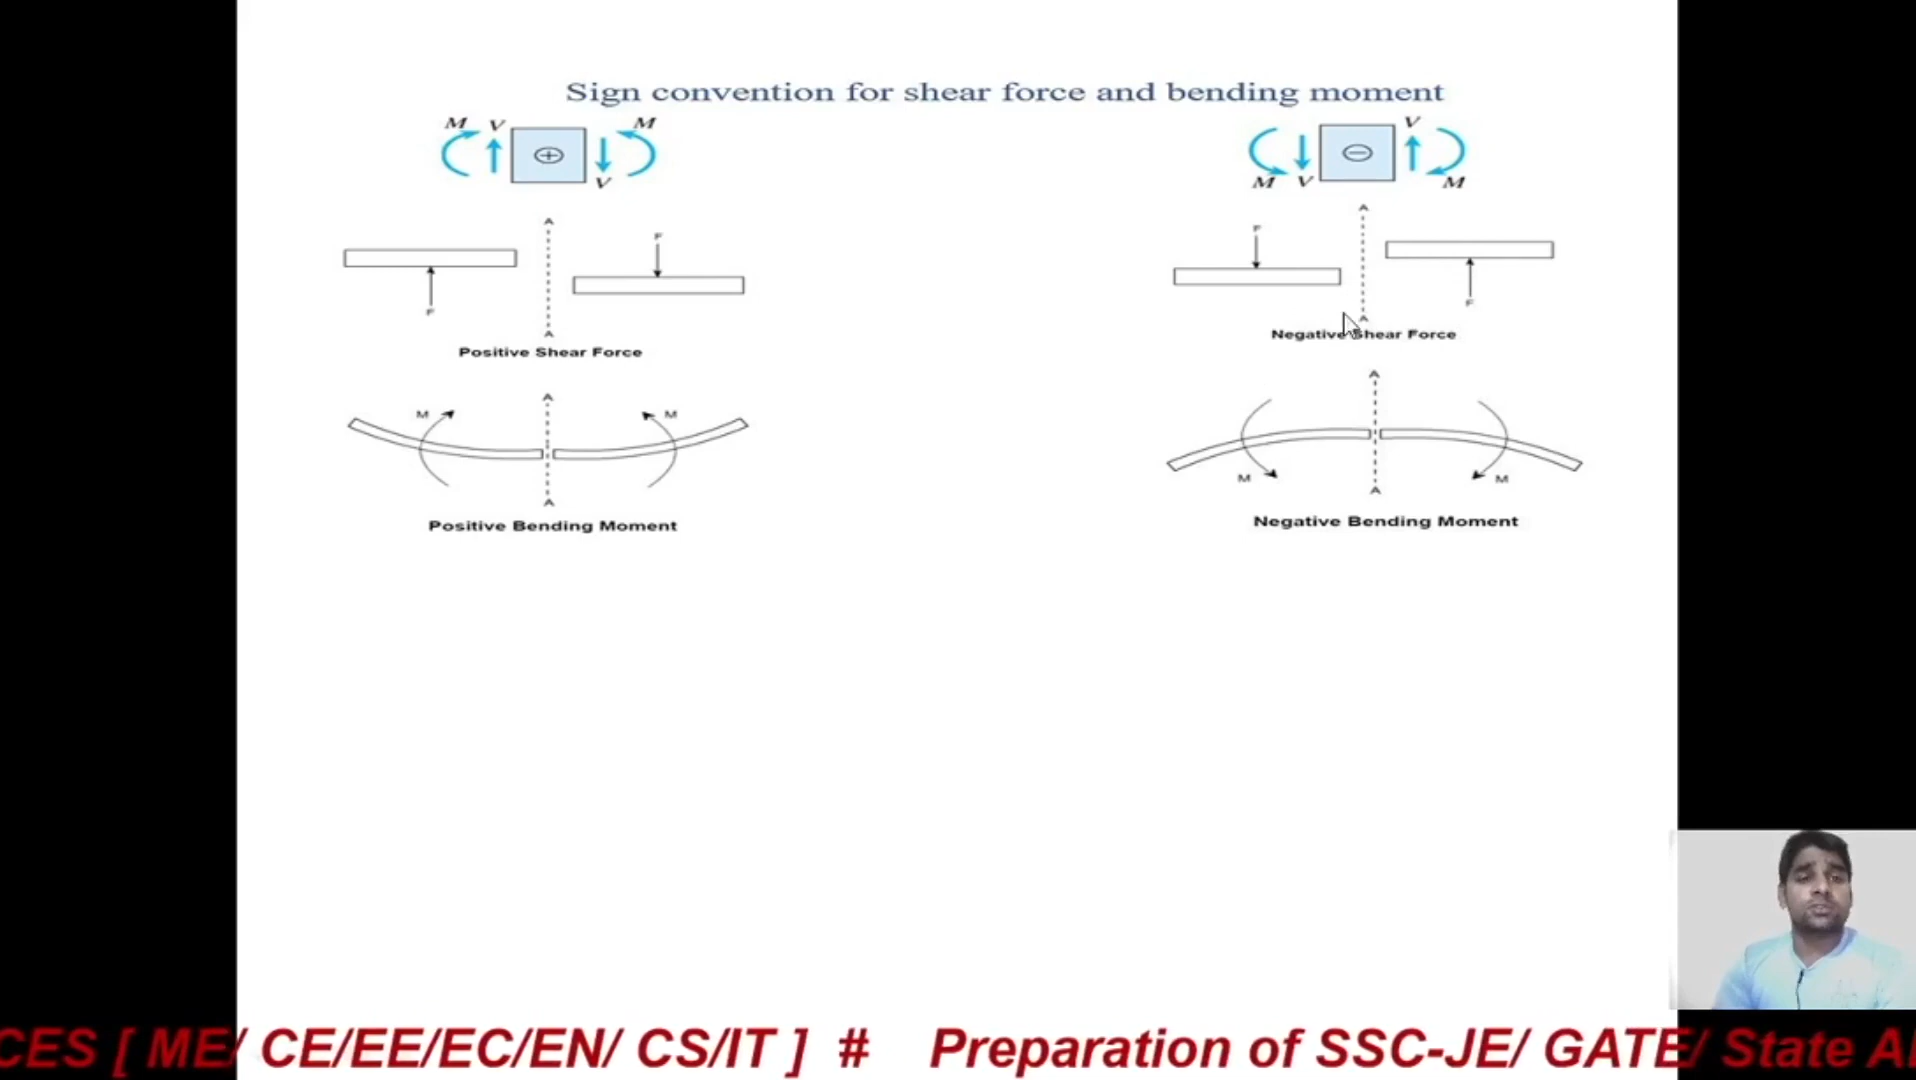 Sign convention for shear force and bending moment
M V M
V
V
M V M
A
F
F
A
Positive Shear Force
A
F
F
A
Negative Shear Force
A
M M
A
Positive Bending Moment
A
M M
A
Negative Bending Moment
CES [ ME/ CE/EE/EC/EN/ CS/IT ] # Preparation of SSC-JE/ GATE/ State A